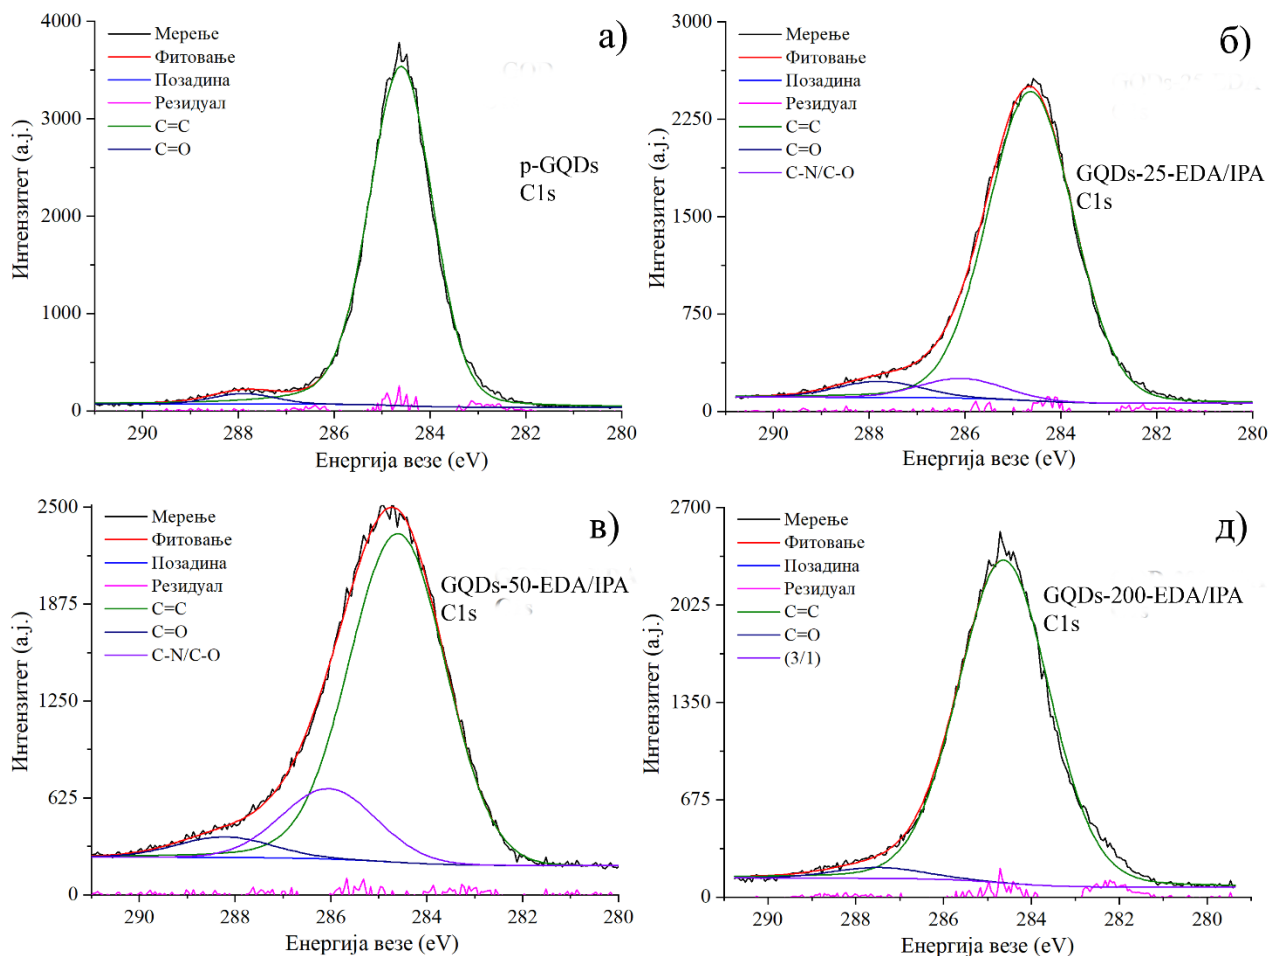 4000
3000
2000
1000
0
290
288
286
284
282
280
Интензитет (a.j.)
Енергија везе (eV)
Мерење
Фитовање
Позадина
Резидуал
C=C
C=O
а)
p-GQDs
C1s
3000
2250
1500
750
0
290
288
286
284
282
280
Интензитет (a.j.)
Енергија везе (eV)
Мерење
Фитовање
Позадина
Резидуал
C=C
C=O
C-N/C-O
б)
GQDs-25-EDA/IPA
C1s
2500
1875
1250
625
0
290
288
286
284
282
280
Интензитет (a.j.)
Енергија везе (eV)
Мерење
Фитовање
Позадина
Резидуал
C=C
C=O
C-N/C-O
в)
GQDs-50-EDA/IPA
C1s
2700
2025
1350
675
0
290
288
286
284
282
280
Интензитет (a.j.)
Енергија везе (eV)
Мерење
Фитовање
Позадина
Резидуал
C=C
C=O
(3/1)
д)
GQDs-200-EDA/IPA
C1s